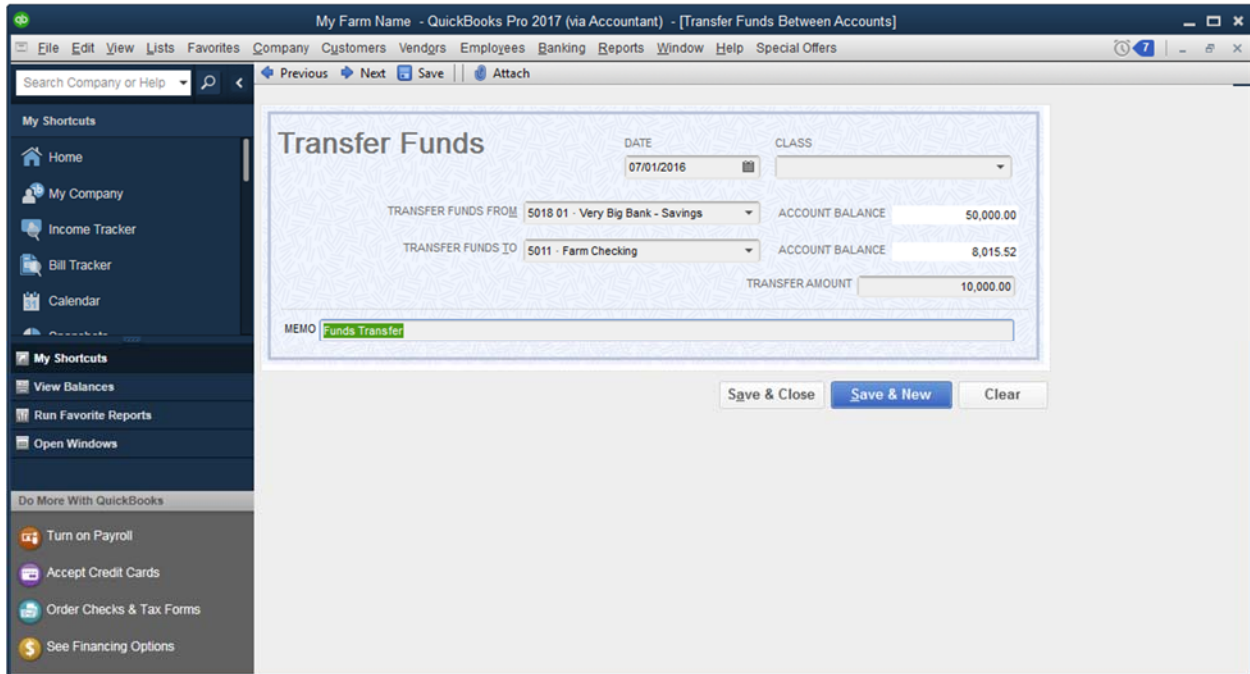 qb
My Farm Name - QuickBooks Pro 2017 (via Accountant) - [Transfer Funds Between Accounts]
File Edit View Lists Favorites Company Customers Vendors Employees Banking Reports Window Help Special Offers 7
Search Company or Help
Previous Next Save Attach
My Shortcuts
Home
My Company
Income Tracker
Bill Tracker
Calendar
Snapshots
My Shortcuts
View Balances
Run Favorite Reports
Open Windows
Do More With QuickBooks
Turn on Payroll
Accept Credit Cards
Order Checks & Tax Forms
See Financing Options
Transfer Funds
DATE CLASS
07/01/2016
TRANSFER FUNDS FROM 5018 01 · Very Big Bank - Savings ACCOUNT BALANCE 50,000.00
TRANSFER FUNDS TO 5011 · Farm Checking ACCOUNT BALANCE 8,015.52
TRANSFER AMOUNT 10,000.00
MEMO Funds Transfer
Save & Close Save & New Clear